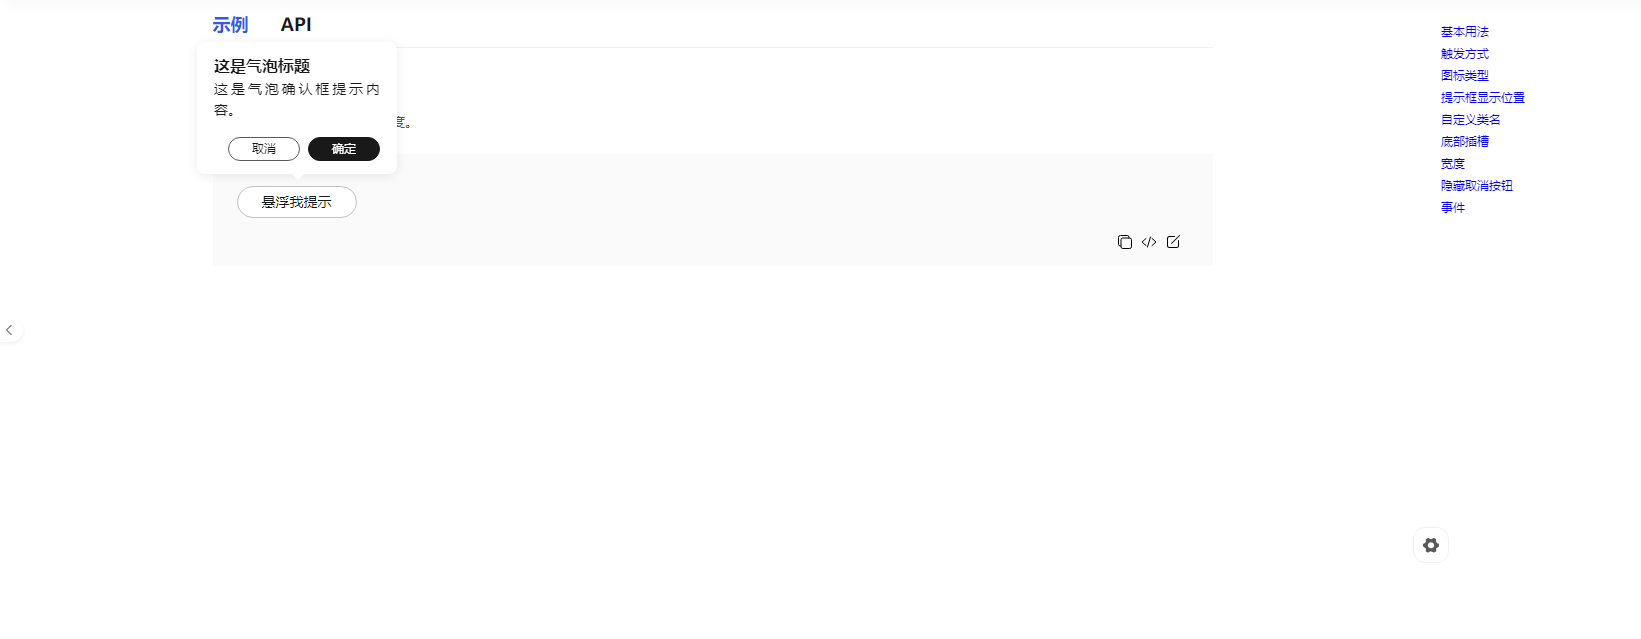 示例 API
这是气泡标题
这是气泡确认框提示内
容。
度。
取消 确定
悬浮我提示
基本用法
触发方式
图标类型
提示框显示位置
自定义类名
底部插槽
宽度
隐藏取消按钮
事件